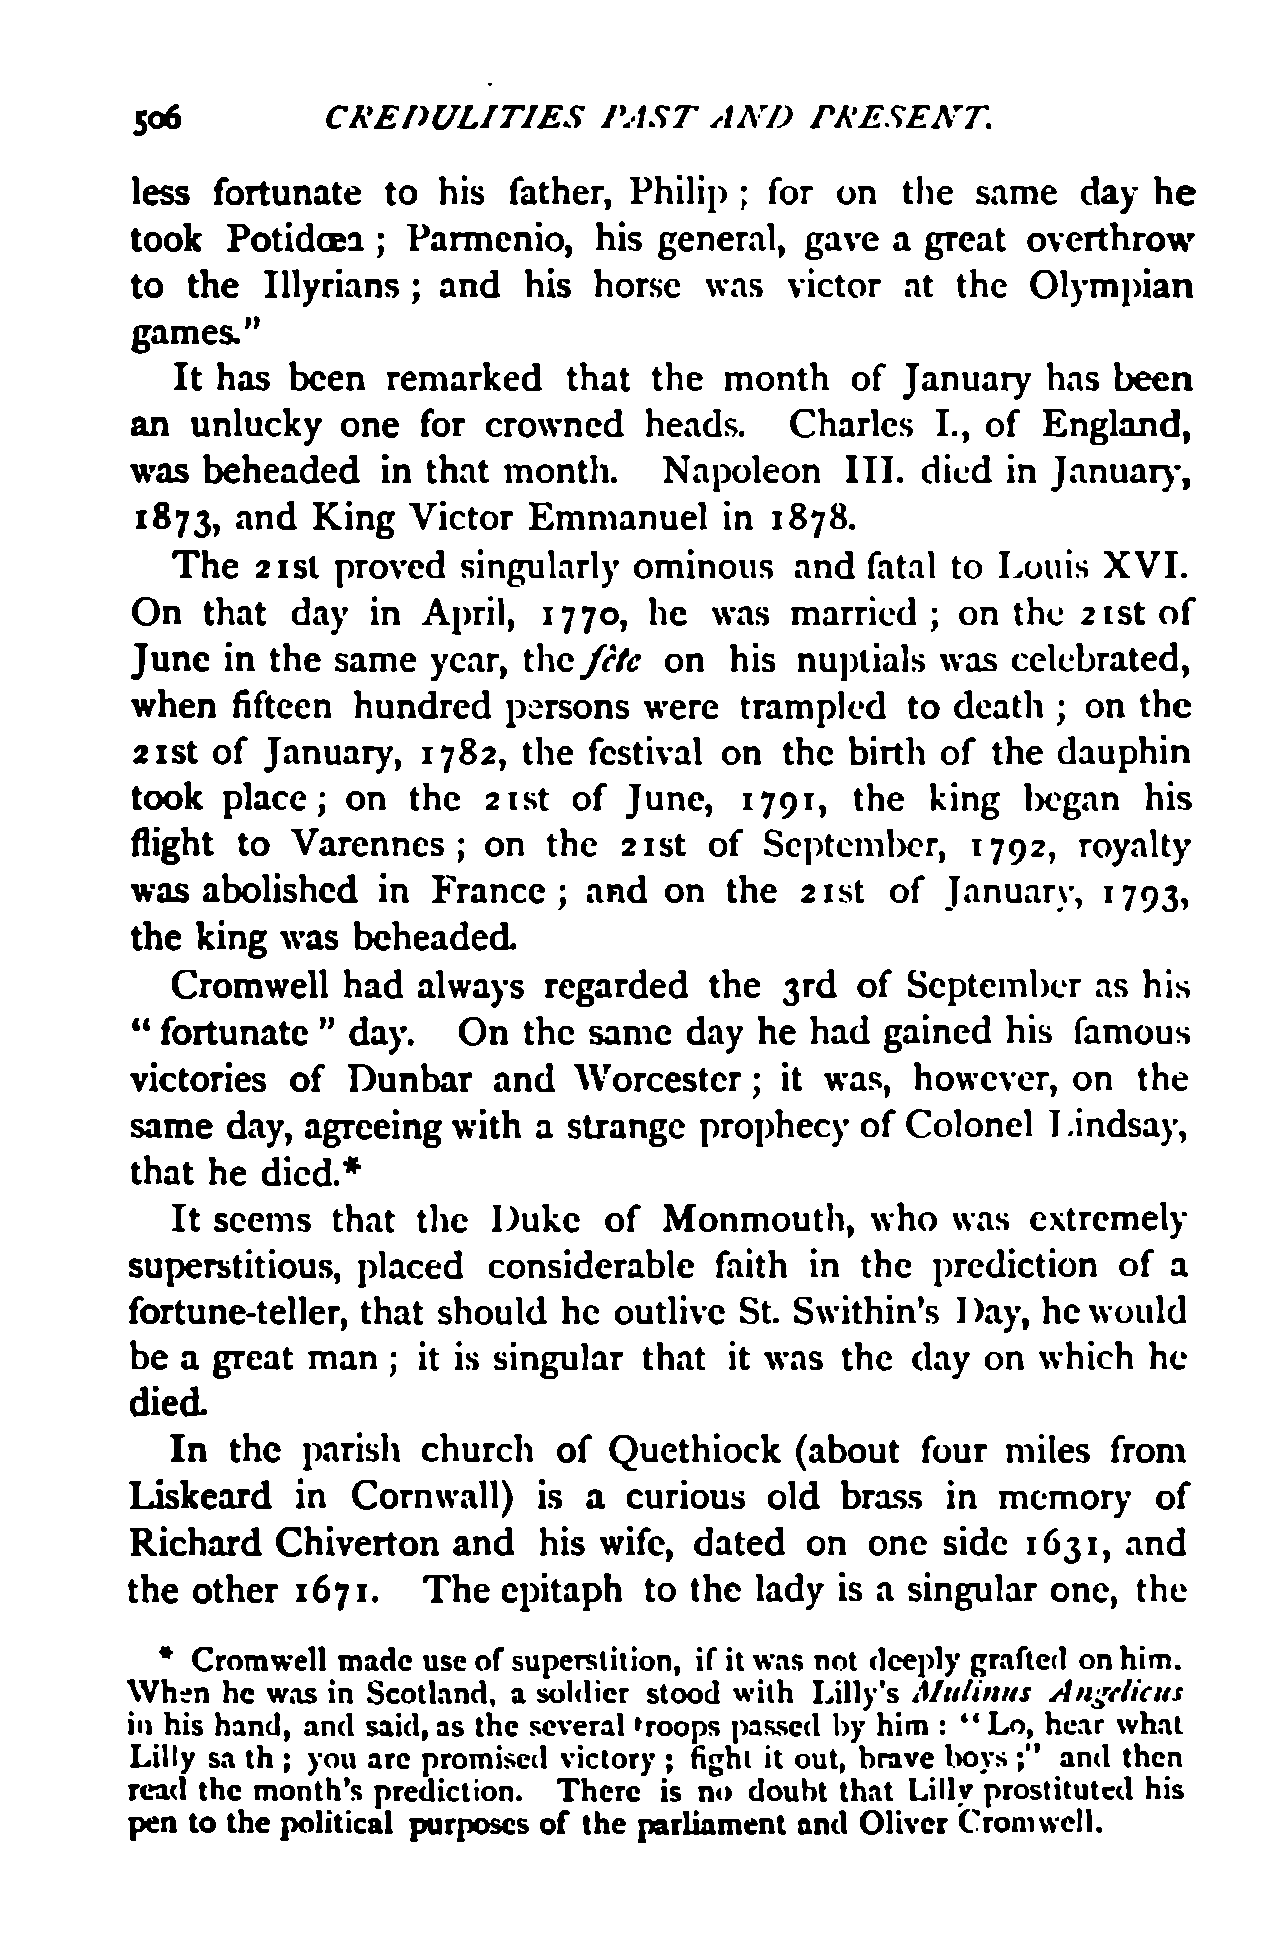 506 CREDULITIES PAST AND PRESENT.
less fortunate to his father, Philip ; for on the same day he
took Potidœa ; Parmenio, his general, gave a great overthrow
to the Illyrians ; and his horse was victor at the Olympian
games."
It has been remarked that the month of January has been
an unlucky one for crowned heads. Charles I., of England,
was beheaded in that month. Napoleon III. died in January,
1873, and King Victor Emmanuel in 1878.
The 21st proved singularly ominous and fatal to Louis XVI.
On that day in April, 1770, he was married ; on the 21st of
June in the same year, the fête on his nuptials was celebrated,
when fifteen hundred persons were trampled to death ; on the
21st of January, 1782, the festival on the birth of the dauphin
took place ; on the 21st of June, 1791, the king began his
flight to Varennes ; on the 21st of September, 1792, royalty
was abolished in France ; and on the 21st of January, 1793,
the king was beheaded.
Cromwell had always regarded the 3rd of September as his
" fortunate " day. On the same day he had gained his famous
victories of Dunbar and Worcester ; it was, however, on the
same day, agreeing with a strange prophecy of Colonel Lindsay,
that he died.*
It seems that the Duke of Monmouth, who was extremely
superstitious, placed considerable faith in the prediction of a
fortune-teller, that should he outlive St. Swithin's Day, he would
be a great man ; it is singular that it was the day on which he
died.
In the parish church of Quethiock (about four miles from
Liskeard in Cornwall) is a curious old brass in memory of
Richard Chiverton and his wife, dated on one side 1631, and
the other 1671. The epitaph to the lady is a singular one, the
* Cromwell made use of superstition, if it was not deeply grafted on him.
When he was in Scotland, a soldier stood with Lilly's Mulinus Angelicus
in his hand, and said, as the several troops passed by him : " Lo, hear what
Lilly sa th ; you are promised victory ; fight it out, brave boys ;" and then
read the month's prediction. There is no doubt that Lilly prostituted his
pen to the political purposes of the parliament and Oliver Cromwell.